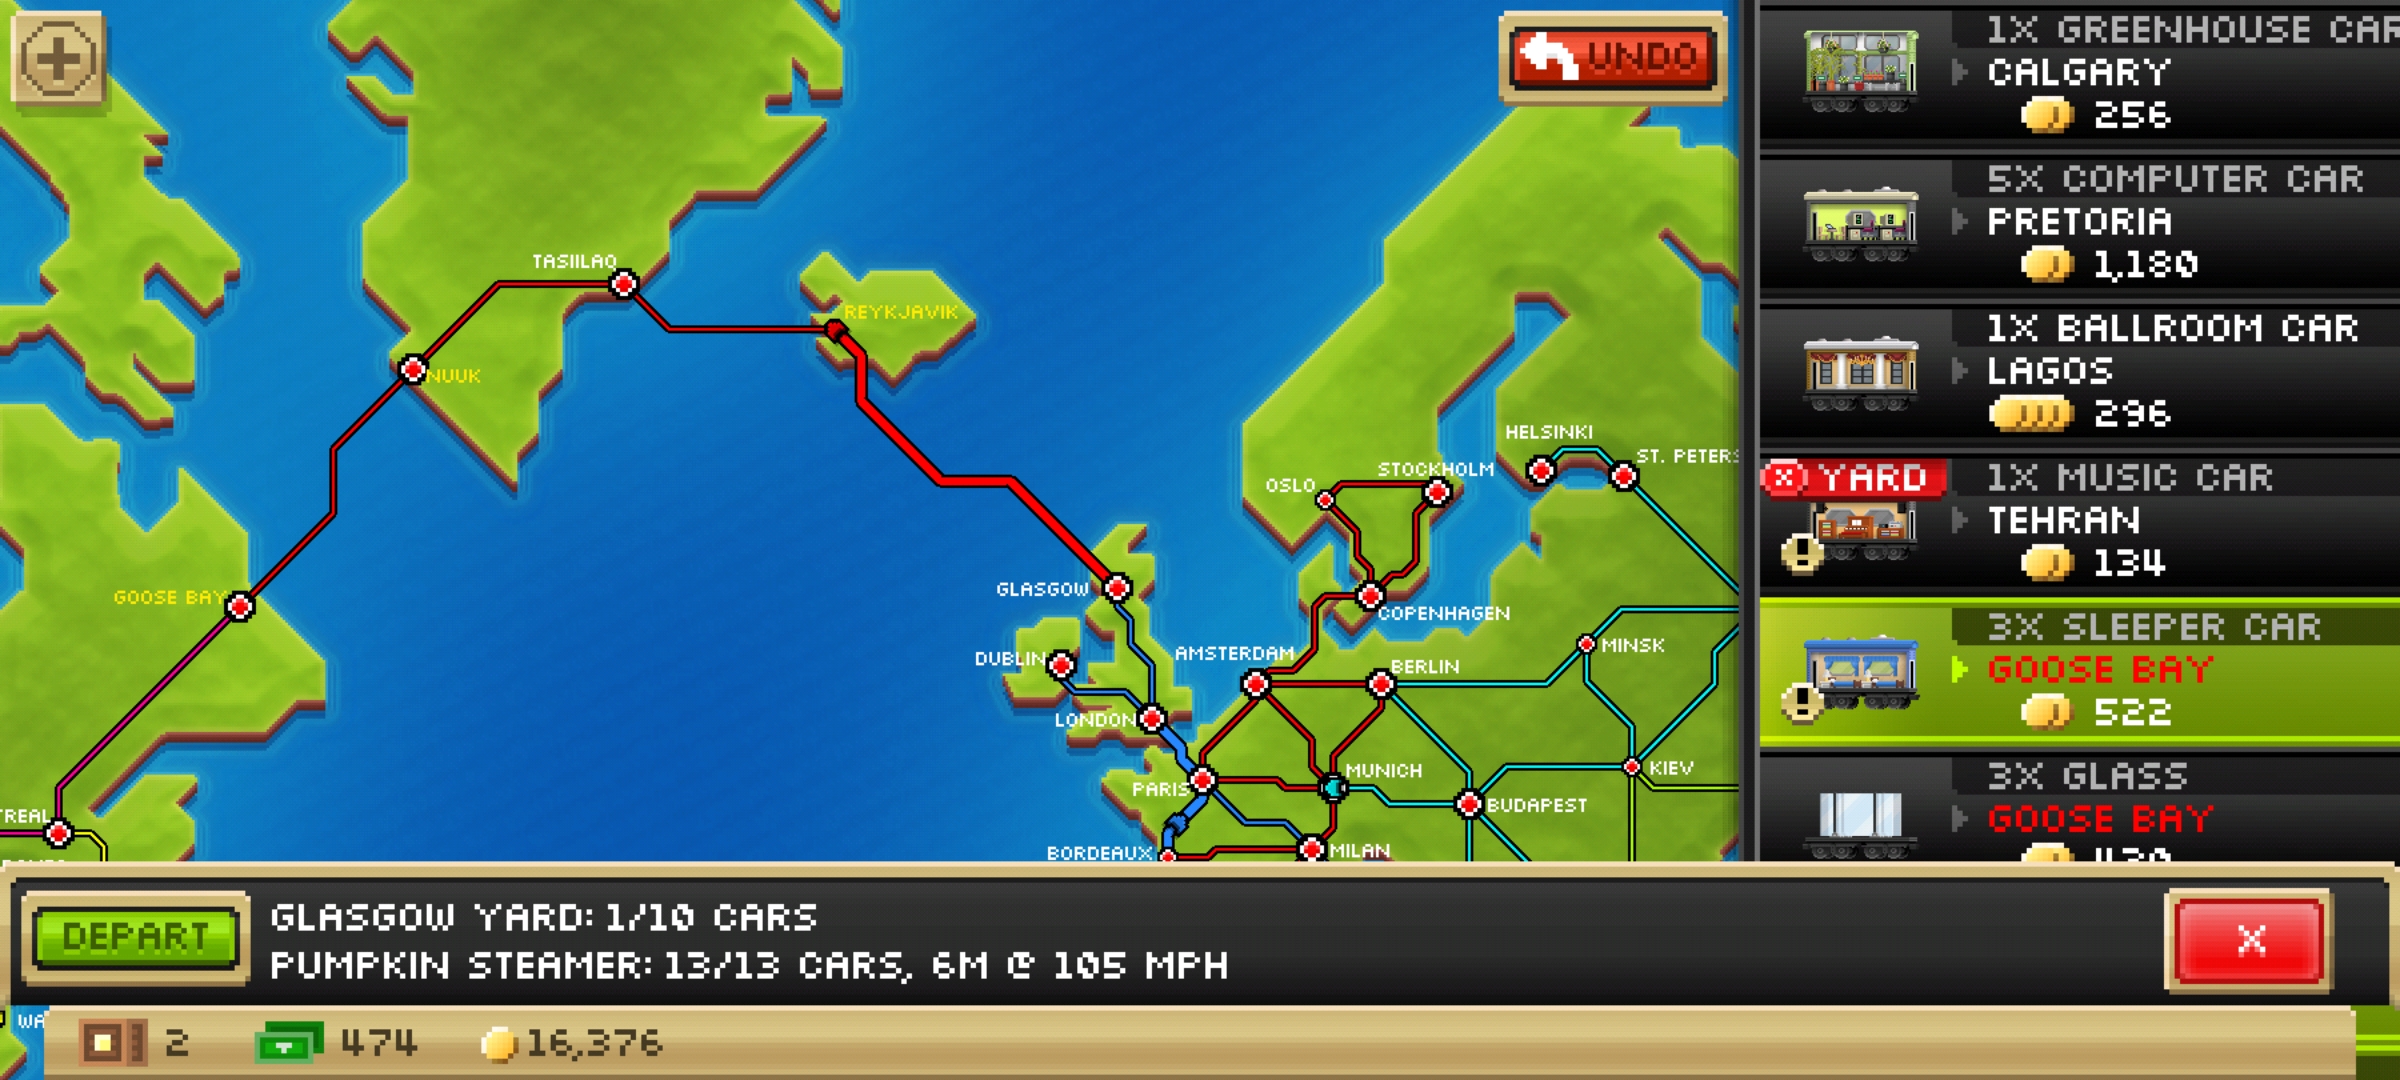 UNDO
TASIILAQ
REYKJAVIK
NUUK
HELSINKI
ST. PETERS
STOCKHOLM
OSLO
GOOSE BAY
GLASGOW
COPENHAGEN
DUBLIN
AMSTERDAM
BERLIN
MINSK
LONDON
PARIS
MUNICH
KIEV
BUDAPEST
TREAL
BORDEAUX
MILAN
1X GREENHOUSE CAR
CALGARY
256
5X COMPUTER CAR
PRETORIA
1,180
1X BALLROOM CAR
LAGOS
296
YARD
1X MUSIC CAR
TEHRAN
134
3X SLEEPER CAR
GOOSE BAY
522
3X GLASS
GOOSE BAY
DEPART
GLASGOW YARD: 1/10 CARS
PUMPKIN STEAMER: 13/13 CARS, 6M @ 105 MPH
X
WA
2
474
16,376